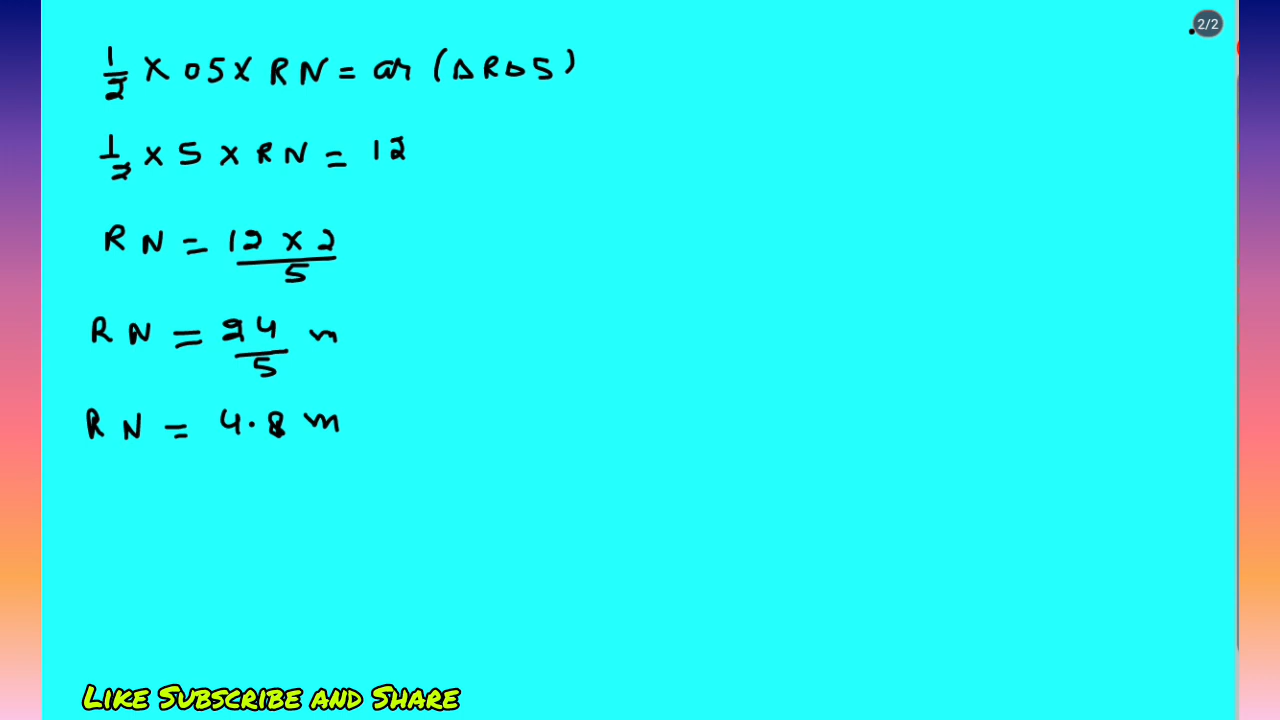 2/2
1/2 × OS × RN = ar (△ROS)
1/2 × 5 × RN = 12
RN = 12 × 2 / 5
RN = 24/5 m
RN = 4.8 m
Like Subscribe and Share